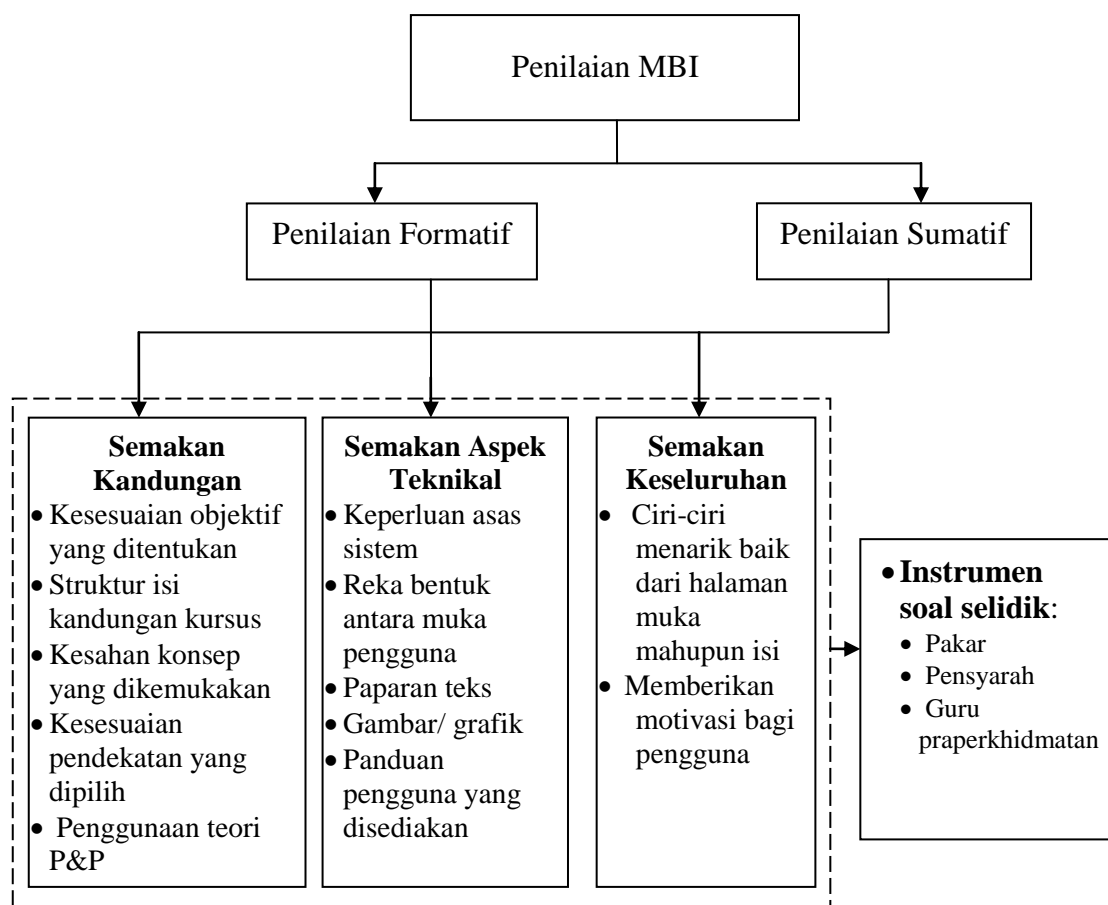 Penilaian MBI
Penilaian Formatif
Penilaian Sumatif
Semakan
Kandungan
• Kesesuaian objektif
yang ditentukan
• Struktur isi
kandungan kursus
• Kesahan konsep
yang dikemukakan
• Kesesuaian
pendekatan yang
dipilih
• Penggunaan teori
P&P
Semakan Aspek
Teknikal
• Keperluan asas
sistem
• Reka bentuk
antara muka
pengguna
• Paparan teks
• Gambar/ grafik
• Panduan
pengguna yang
disediakan
Semakan
Keseluruhan
• Ciri-ciri
menarik baik
dari halaman
muka
mahupun isi
• Memberikan
motivasi bagi
pengguna
• Instrumen
soal selidik:
• Pakar
• Pensyarah
• Guru
praperkhidmatan